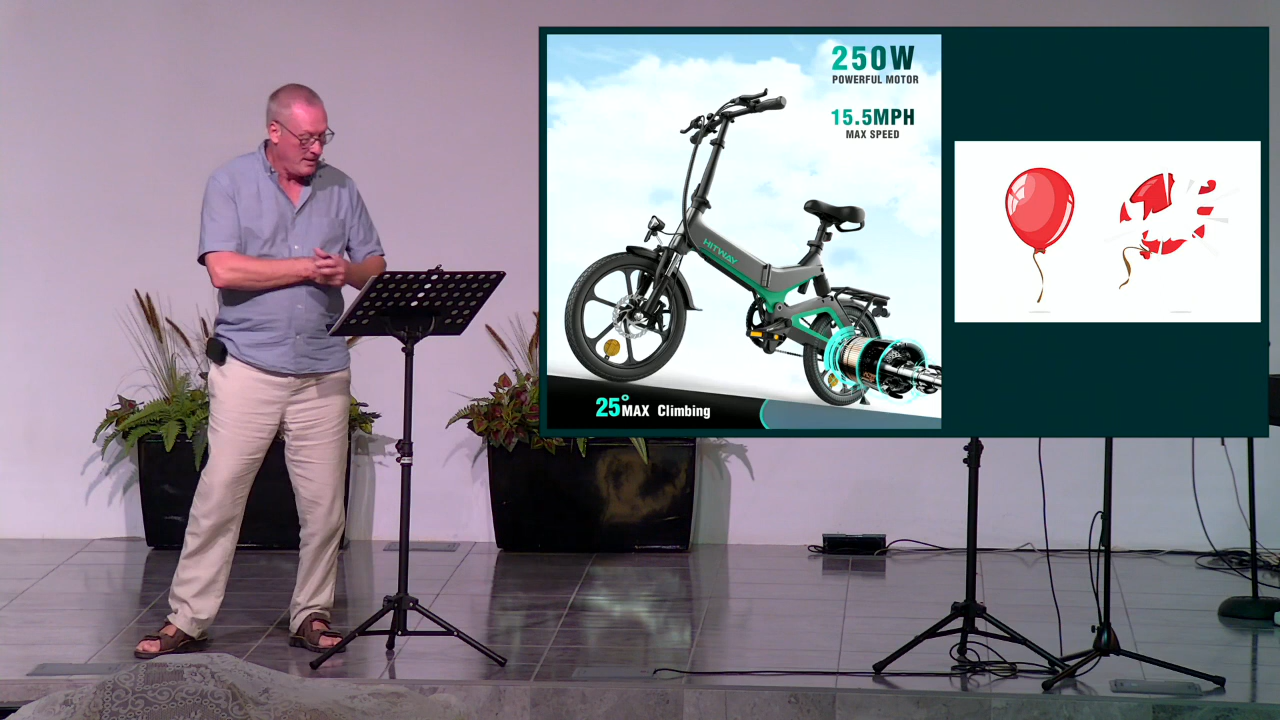 250W
POWERFUL MOTOR
15.5MPH
MAX SPEED
HITWAY
25° MAX Climbing